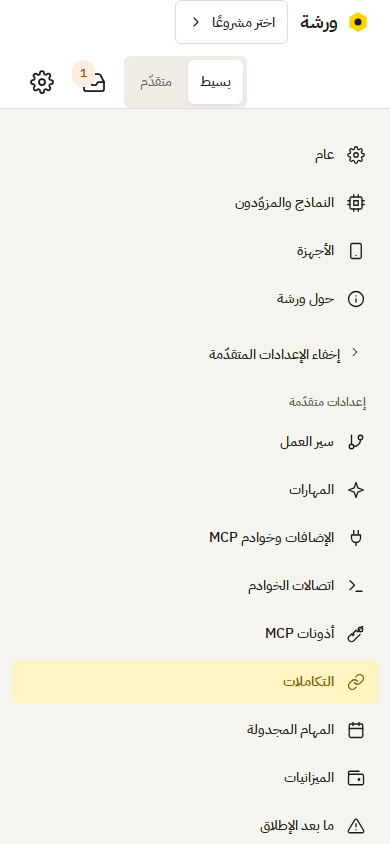 ورشة
اختر مشروعًا
بسيط
متقدّم
1
عام
النماذج والمزوّدون
الأجهزة
حول ورشة
إخفاء الإعدادات المتقدّمة
إعدادات متقدّمة
سير العمل
المهارات
الإضافات وخوادم MCP
اتصالات الخوادم
أذونات MCP
التكاملات
المهام المجدولة
الميزانيات
ما بعد الإطلاق